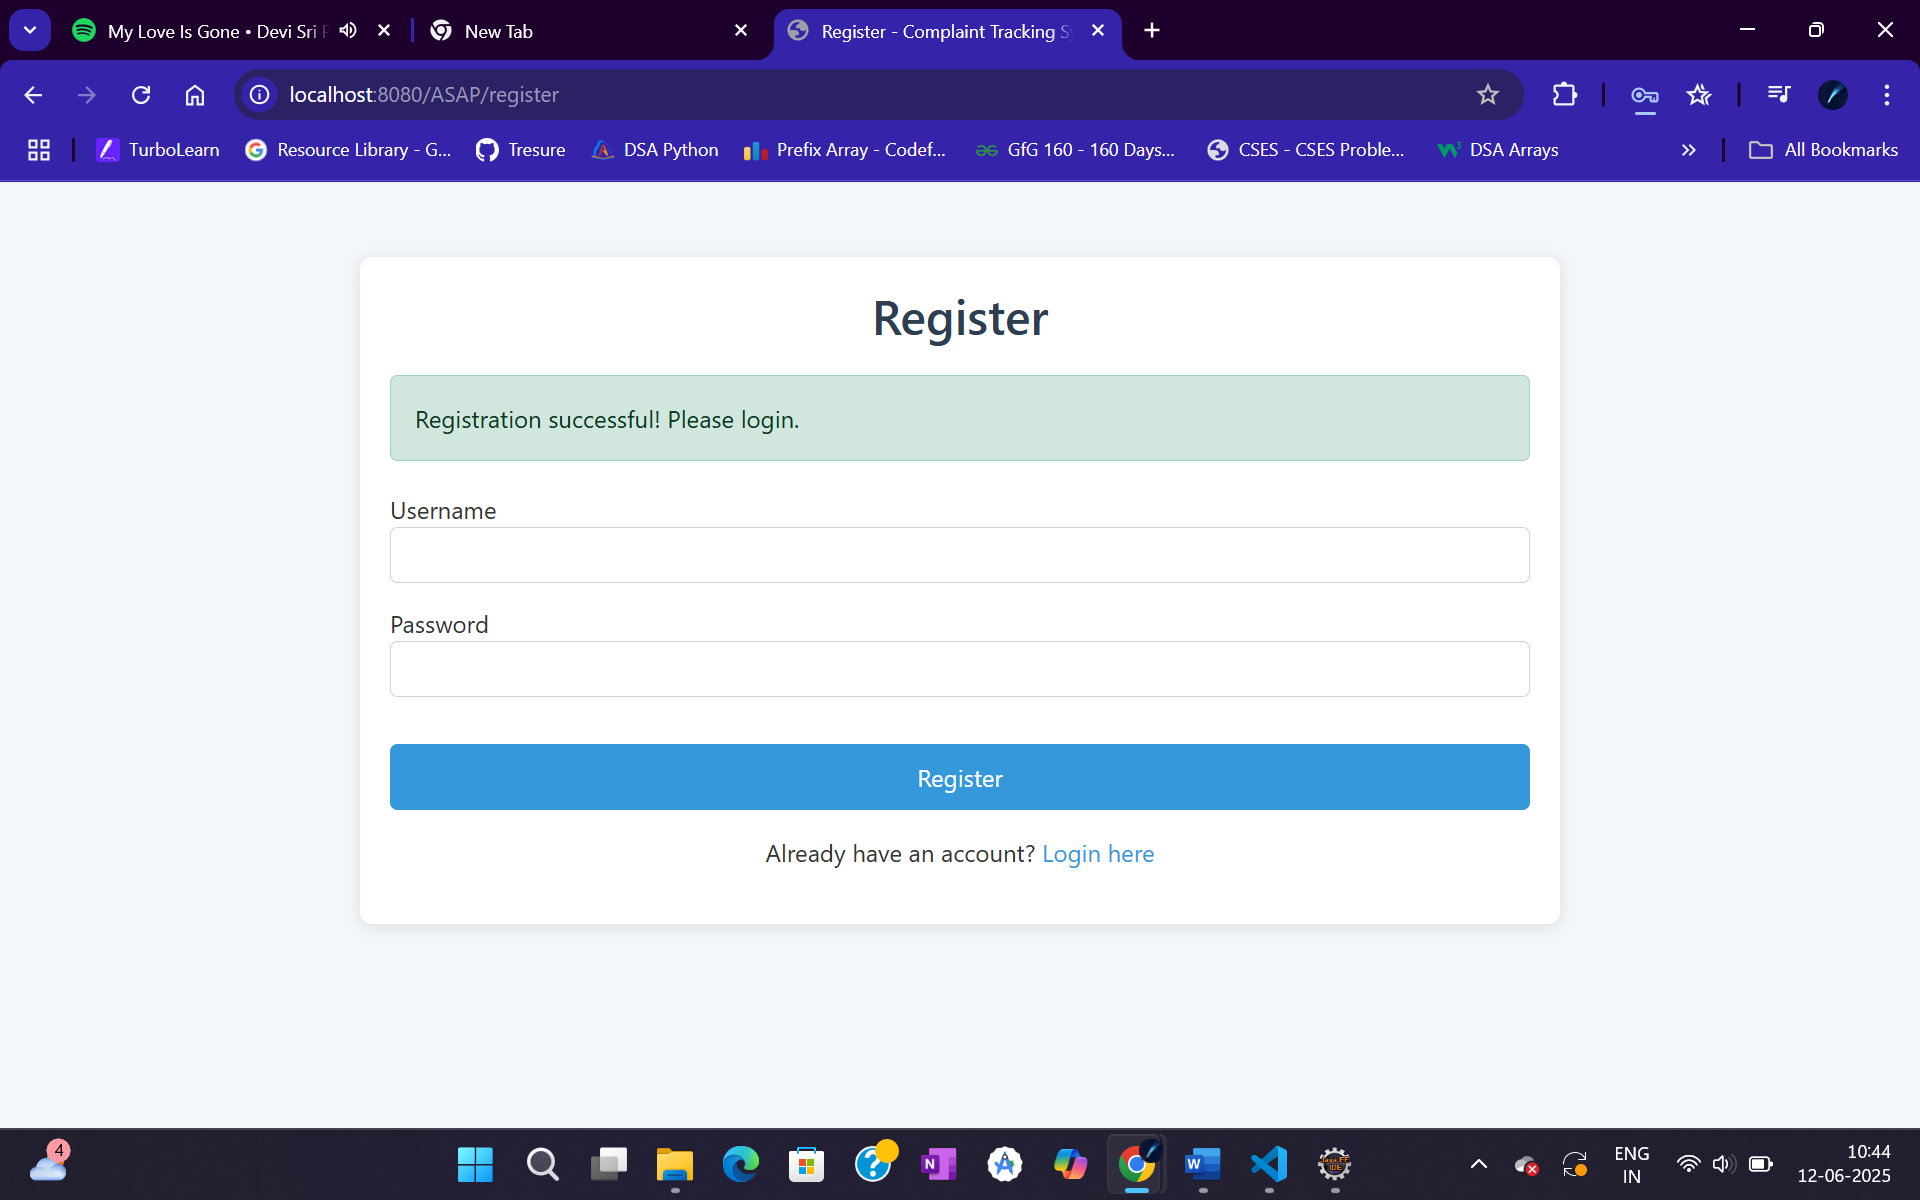 My Love Is Gone • Devi Sri
New Tab
Register - Complaint Tracking S
localhost:8080/ASAP/register
TurboLearn
Resource Library - G...
Tresure
DSA Python
Prefix Array - Codef...
GfG 160 - 160 Days...
CSES - CSES Proble...
DSA Arrays
All Bookmarks
Register
Registration successful! Please login.
Username
Password
Register
Already have an account? Login here
4
ENG
IN
10:44
12-06-2025